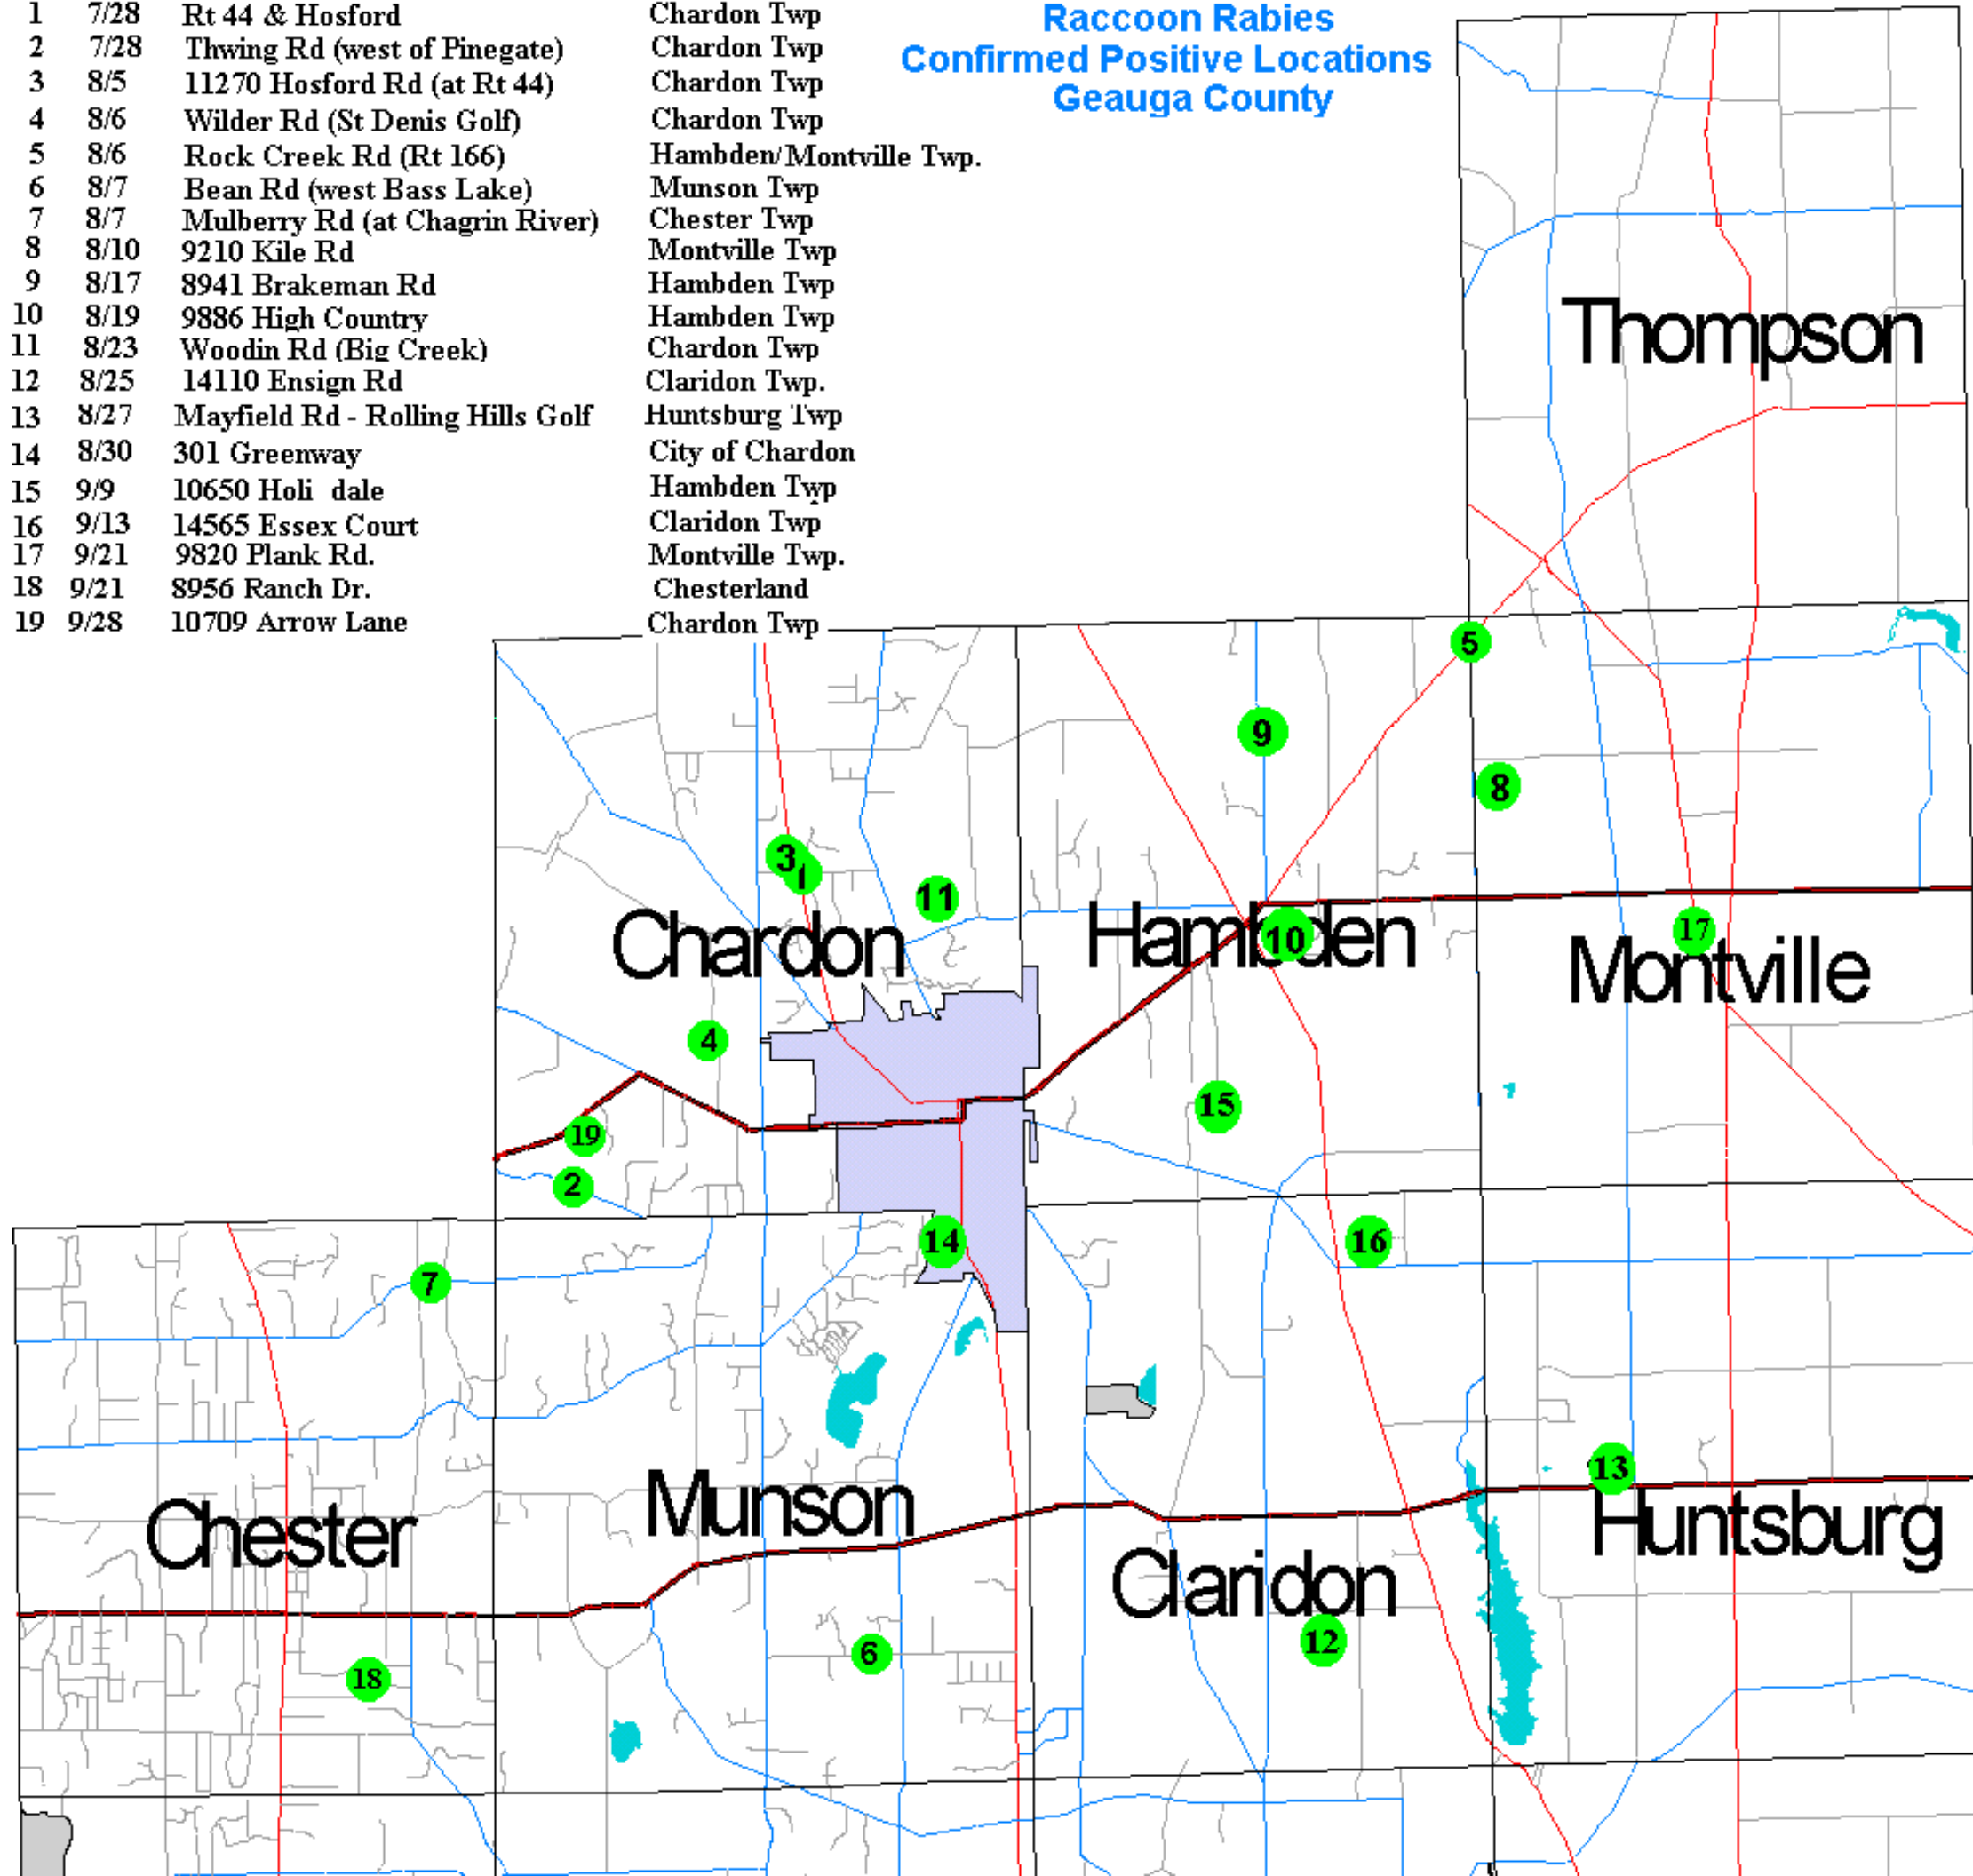 1 7/28 Rt 44 & Hosford Chardon Twp
2 7/28 Thwing Rd (west of Pinegate) Chardon Twp
3 8/5 11270 Hosford Rd (at Rt 44) Chardon Twp
4 8/6 Wilder Rd (St Denis Golf) Chardon Twp
5 8/6 Rock Creek Rd (Rt 166) Hambden/Montville Twp.
6 8/7 Bean Rd (west Bass Lake) Munson Twp
7 8/7 Mulberry Rd (at Chagrin River) Chester Twp
8 8/10 9210 Kile Rd Montville Twp
9 8/17 8941 Brakeman Rd Hambden Twp
10 8/19 9886 High Country Hambden Twp
11 8/23 Woodin Rd (Big Creek) Chardon Twp
12 8/25 14110 Ensign Rd Claridon Twp.
13 8/27 Mayfield Rd - Rolling Hills Golf Huntsburg Twp
14 8/30 301 Greenway City of Chardon
15 9/9 10650 Holi dale Hambden Twp
16 9/13 14565 Essex Court Claridon Twp
17 9/21 9820 Plank Rd. Montville Twp.
18 9/21 8956 Ranch Dr. Chesterland
19 9/28 10709 Arrow Lane Chardon Twp
Raccoon Rabies
Confirmed Positive Locations
Geauga County
Thompson
5
9
8
3
1
11
Chardon
Hambden
10
17
Montville
4
15
19
2
14
16
7
13
Munson
Chester
Huntsburg
Claridon
12
6
18